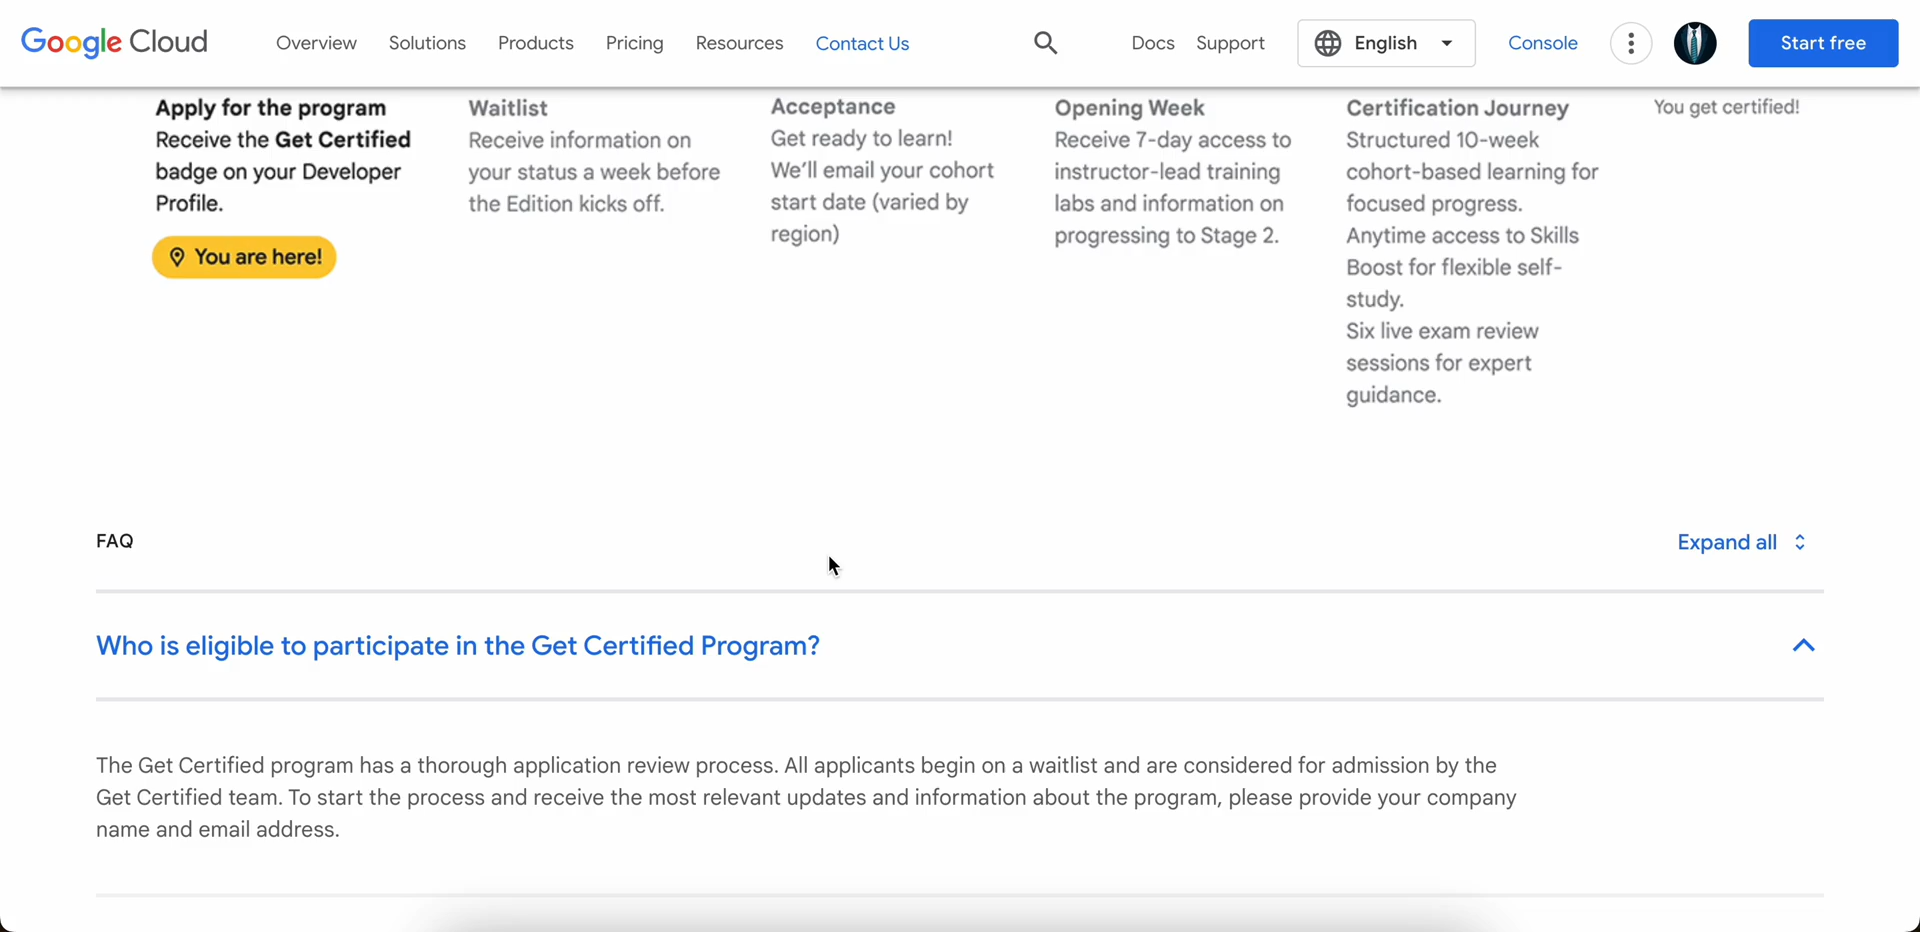 Google Cloud
Overview
Solutions
Products
Pricing
Resources
Contact Us
Docs
Support
English
Console
Start free
Apply for the program
Receive the Get Certified
badge on your Developer
Profile.
You are here!
Waitlist
Receive information on
your status a week before
the Edition kicks off.
Acceptance
Get ready to learn!
We’ll email your cohort
start date (varied by
region)
Opening Week
Receive 7-day access to
instructor-lead training
labs and information on
progressing to Stage 2.
Certification Journey
Structured 10-week
cohort-based learning for
focused progress.
Anytime access to Skills
Boost for flexible self-
study.
Six live exam review
sessions for expert
guidance.
You get certified!
FAQ
Expand all
Who is eligible to participate in the Get Certified Program?
The Get Certified program has a thorough application review process. All applicants begin on a waitlist and are considered for admission by the
Get Certified team. To start the process and receive the most relevant updates and information about the program, please provide your company
name and email address.